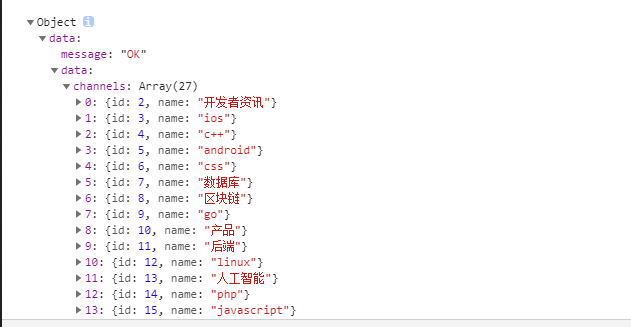 Object i
data:
message: "OK"
data:
channels: Array(27)
0: {id: 2, name: "开发者资讯"}
1: {id: 3, name: "ios"}
2: {id: 4, name: "c++"}
3: {id: 5, name: "android"}
4: {id: 6, name: "css"}
5: {id: 7, name: "数据库"}
6: {id: 8, name: "区块链"}
7: {id: 9, name: "go"}
8: {id: 10, name: "产品"}
9: {id: 11, name: "后端"}
10: {id: 12, name: "linux"}
11: {id: 13, name: "人工智能"}
12: {id: 14, name: "php"}
13: {id: 15, name: "javascript"}